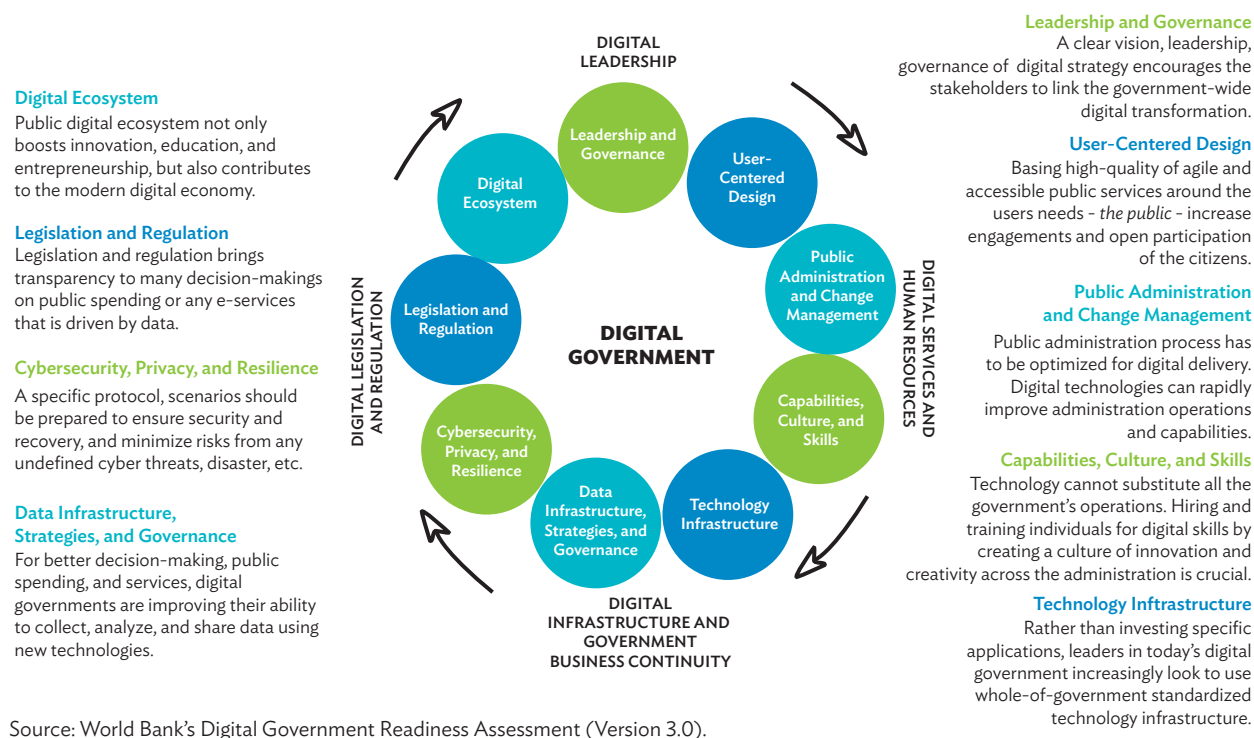 DIGITAL
LEADERSHIP
Leadership and
Governance
User-
Centered
Design
Public
Administration
and Change
Management
DIGITAL SERVICES AND
HUMAN RESOURCES
Capabilities,
Culture, and
Skills
Technology
Infrastructure
DIGITAL
INFRASTRUCTURE AND
GOVERNMENT
BUSINESS CONTINUITY
Data
Infrastructure,
Strategies, and
Governance
Cybersecurity,
Privacy, and
Resilience
DIGITAL LEGISLATION
AND REGULATION
Legislation and
Regulation
Digital
Ecosystem
DIGITAL
GOVERNMENT
Digital Ecosystem
Public digital ecosystem not only
boosts innovation, education, and
entrepreneurship, but also contributes
to the modern digital economy.
Legislation and Regulation
Legislation and regulation brings
transparency to many decision-makings
on public spending or any e-services
that is driven by data.
Cybersecurity, Privacy, and Resilience
A specific protocol, scenarios should
be prepared to ensure security and
recovery, and minimize risks from any
undefined cyber threats, disaster, etc.
Data Infrastructure,
Strategies, and Governance
For better decision-making, public
spending, and services, digital
governments are improving their ability
to collect, analyze, and share data using
new technologies.
Leadership and Governance
A clear vision, leadership,
governance of digital strategy encourages the
stakeholders to link the government-wide
digital transformation.
User-Centered Design
Basing high-quality of agile and
accessible public services around the
users needs - the public - increase
engagements and open participation
of the citizens.
Public Administration
and Change Management
Public administration process has
to be optimized for digital delivery.
Digital technologies can rapidly
improve administration operations
and capabilities.
Capabilities, Culture, and Skills
Technology cannot substitute all the
government's operations. Hiring and
training individuals for digital skills by
creating a culture of innovation and
creativity across the administration is crucial.
Technology Inftrastructure
Rather than investing specific
applications, leaders in today's digital
government increasingly look to use
whole-of-government standardized
technology infrastructure.
Source: World Bank's Digital Government Readiness Assessment (Version 3.0).